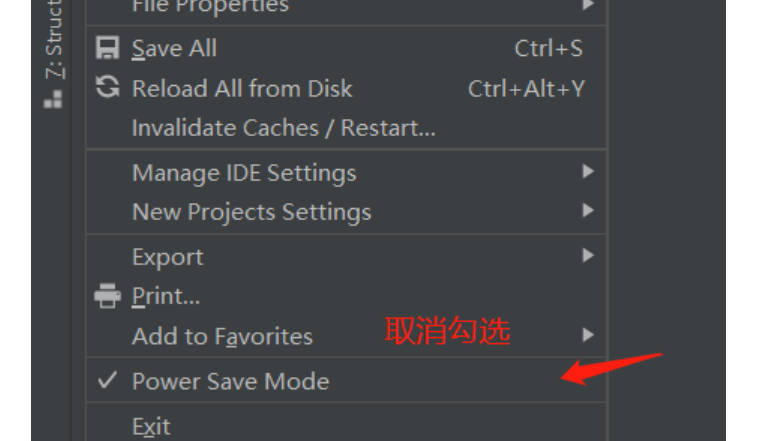 File Properties
Z: Struct
Save All Ctrl+S
Reload All from Disk Ctrl+Alt+Y
Invalidate Caches / Restart...
Manage IDE Settings
New Projects Settings
Export
Print...
Add to Favorites 取消勾选
Power Save Mode
Exit